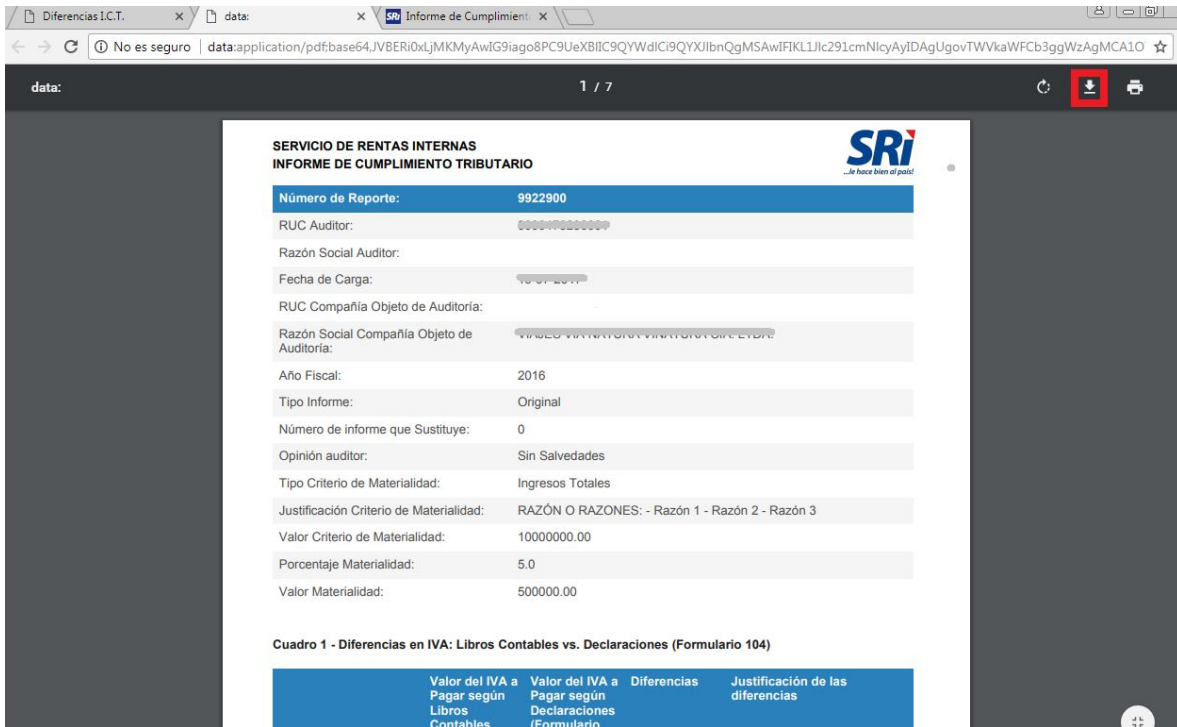 Diferencias I.C.T.
data:
SRi Informe de Cumplimient
No es seguro
data:
1 / 7
SERVICIO DE RENTAS INTERNAS
INFORME DE CUMPLIMIENTO TRIBUTARIO
SRi
...le hace bien al país!
Número de Reporte: 9922900
RUC Auditor:
Razón Social Auditor:
Fecha de Carga:
RUC Compañía Objeto de Auditoría:
Razón Social Compañía Objeto de
Auditoría:
Año Fiscal: 2016
Tipo Informe: Original
Número de informe que Sustituye: 0
Opinión auditor: Sin Salvedades
Tipo Criterio de Materialidad: Ingresos Totales
Justificación Criterio de Materialidad: RAZÓN O RAZONES: - Razón 1 - Razón 2 - Razón 3
Valor Criterio de Materialidad: 10000000.00
Porcentaje Materialidad: 5.0
Valor Materialidad: 500000.00
Cuadro 1 - Diferencias en IVA: Libros Contables vs. Declaraciones (Formulario 104)
Valor del IVA a Valor del IVA a Diferencias Justificación de las
Pagar según Pagar según diferencias
Libros Declaraciones
Contables (Formulario